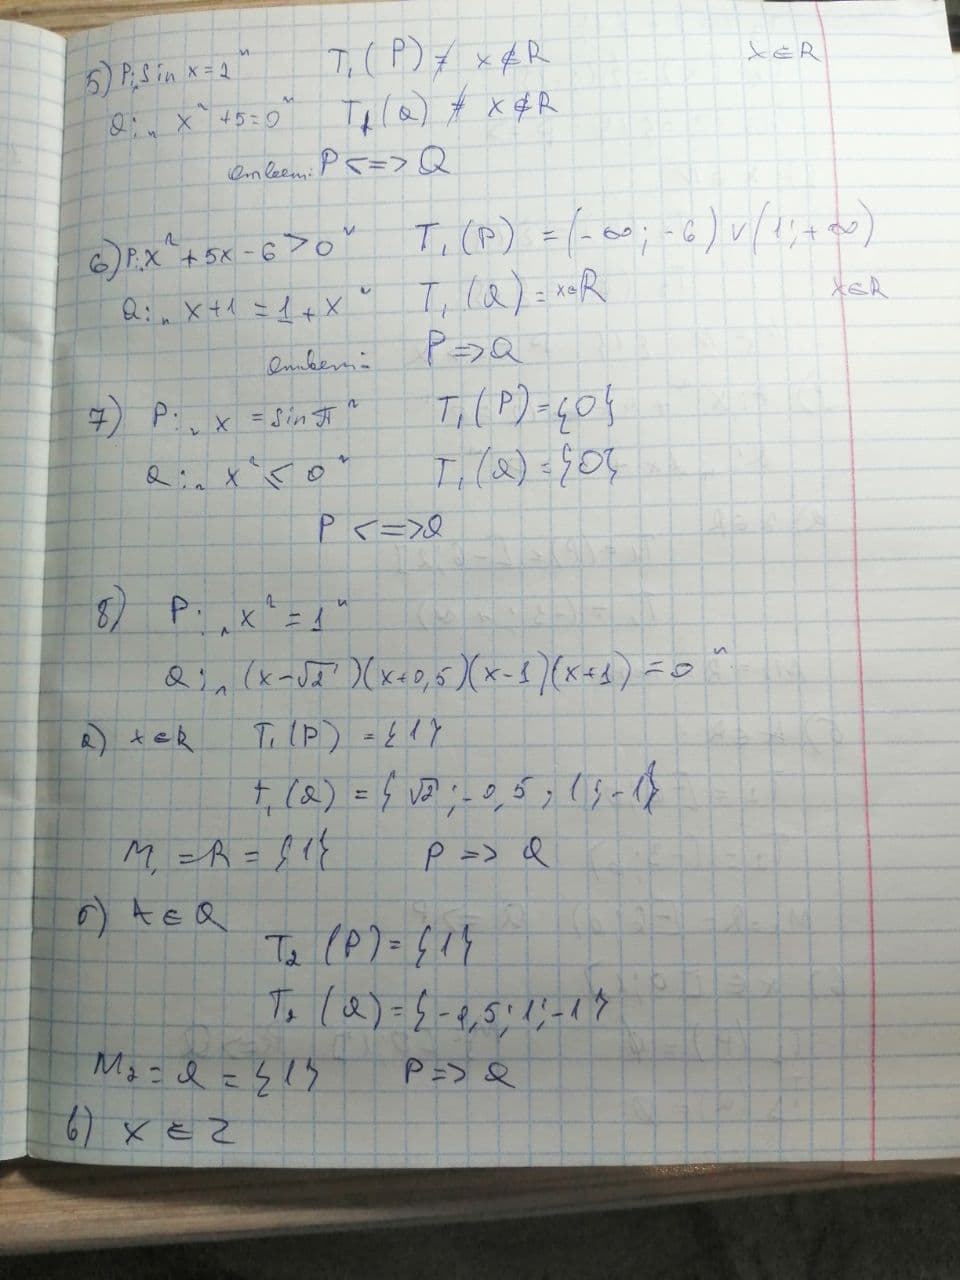 5) P: „sin x = 2" T₁(P) ≠ x∉R x∈R
Q: „x²+5=0" T₁(Q) ≠ x∉R
ответ: P <=> Q
6) P: x²+5x-6>0" T₁(P) = (-∞; -6) ∨ (1; +∞)
Q: „x+1 = 1+x" T₁(Q) = x∈R x∈R
ответ: P => Q
7) P: „x = sin π" T₁(P) = {0}
Q: „x² ≤ 0" T₁(Q) = {0}
P <=> Q
8) P: „x² = 1"
Q: „(x-√2)(x+0,5)(x-1)(x+1) = 0"
а) x∈R T₁(P) = {1}
T₁(Q) = {√2; -0,5; 1; -1}
M₁ = R = {1} P => Q
б) x∈Q
T₂(P) = {1}
T₂(Q) = {-0,5; 1; -1}
M₂ = Q = {1} P => Q
в) x∈Z